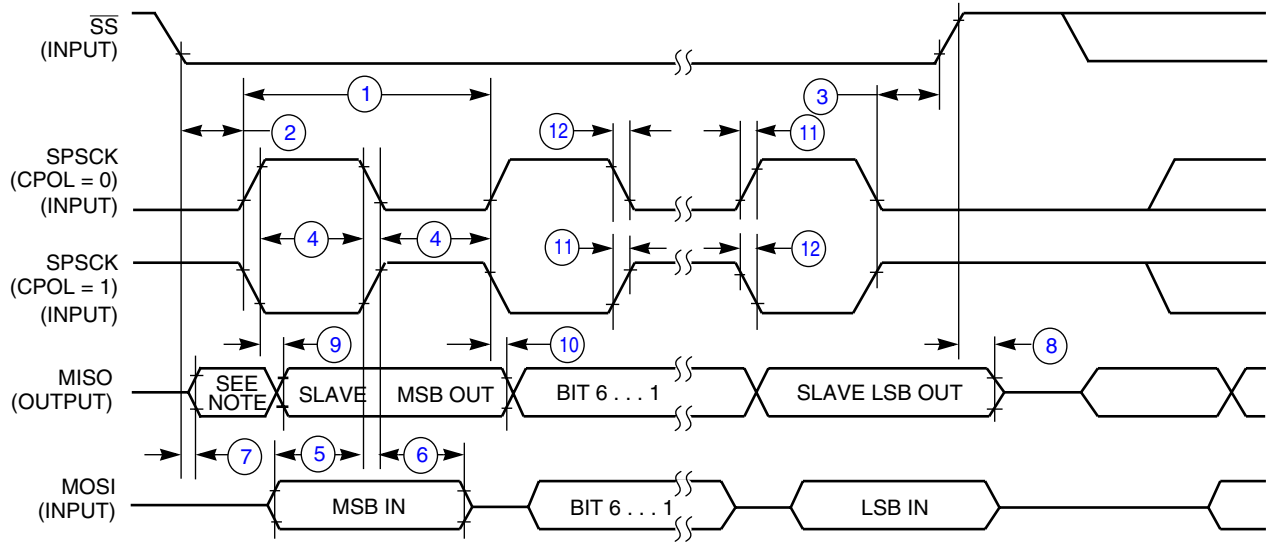 SS
(INPUT)
1
3
2
12
11
SPSCK
(CPOL = 0)
(INPUT)
4
4
11
12
SPSCK
(CPOL = 1)
(INPUT)
9
10
8
MISO
(OUTPUT)
SEE
NOTE
SLAVE
MSB OUT
BIT 6 . . . 1
SLAVE LSB OUT
7
5
6
MOSI
(INPUT)
MSB IN
BIT 6 . . . 1
LSB IN